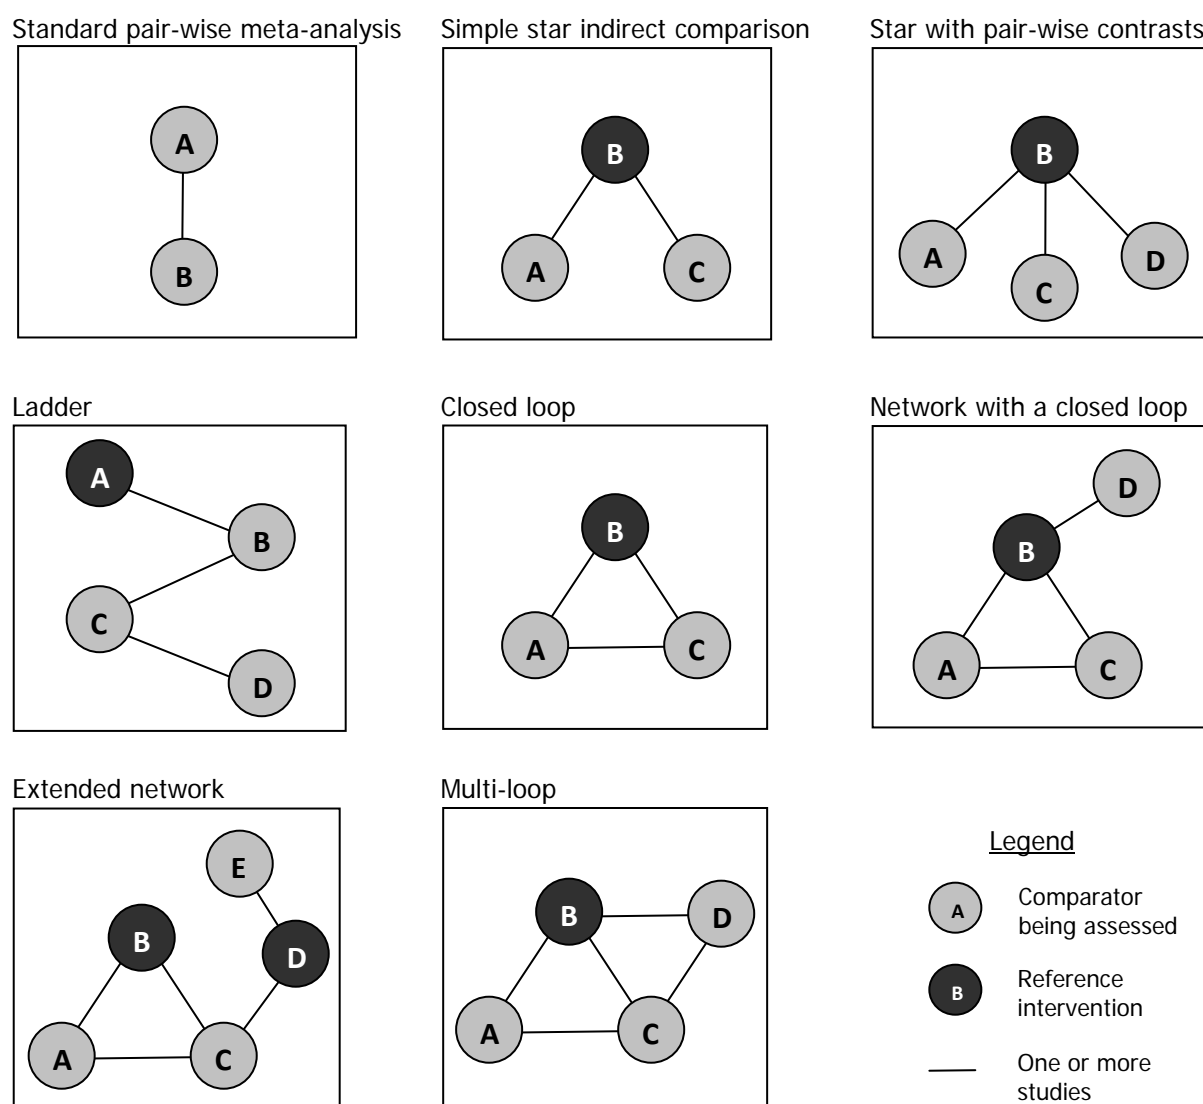 Standard pair-wise meta-analysis
A
B
Simple star indirect comparison
B
A
C
Star with pair-wise contrasts
B
A
C
D
Ladder
A
B
C
D
Closed loop
B
A
C
Network with a closed loop
D
B
A
C
Extended network
E
B
D
A
C
Multi-loop
B
D
A
C
Legend
A
Comparator
being assessed
B
Reference
intervention
One or more
studies